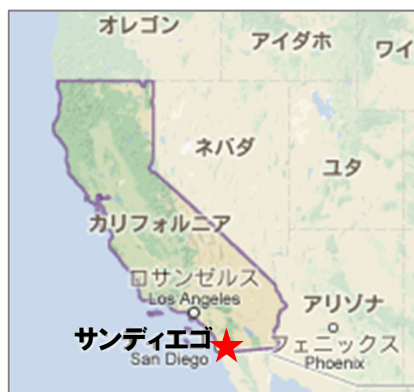 オレゴン
アイダホ
ワイ
ネバダ
ユタ
カリフォルニア
ロサンゼルス
Los Angeles
アリゾナ
サンディエゴ
San Diego
フェニックス
Phoenix